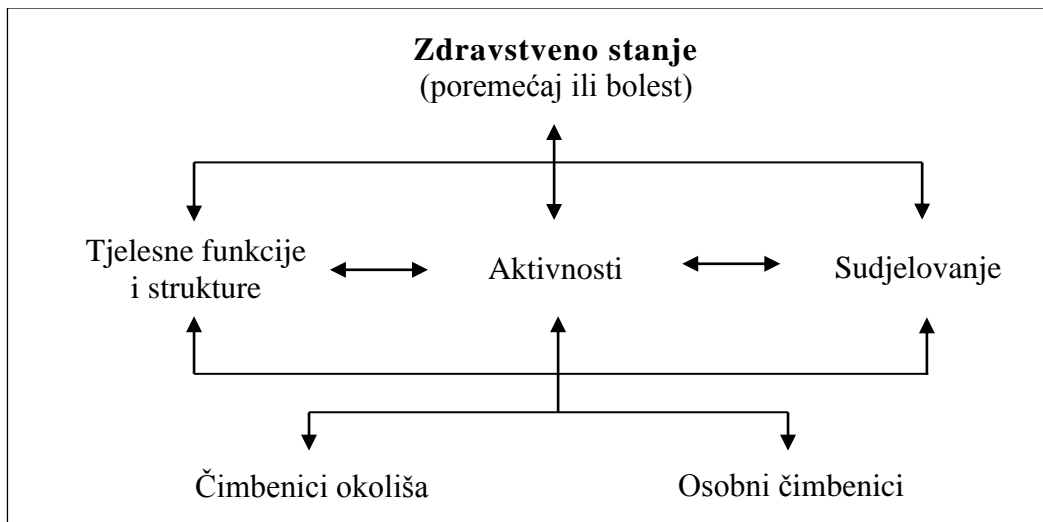 Zdravstveno stanje
(poremećaj ili bolest)
Tjelesne funkcije
i strukture
Aktivnosti
Sudjelovanje
Čimbenici okoliša
Osobni čimbenici